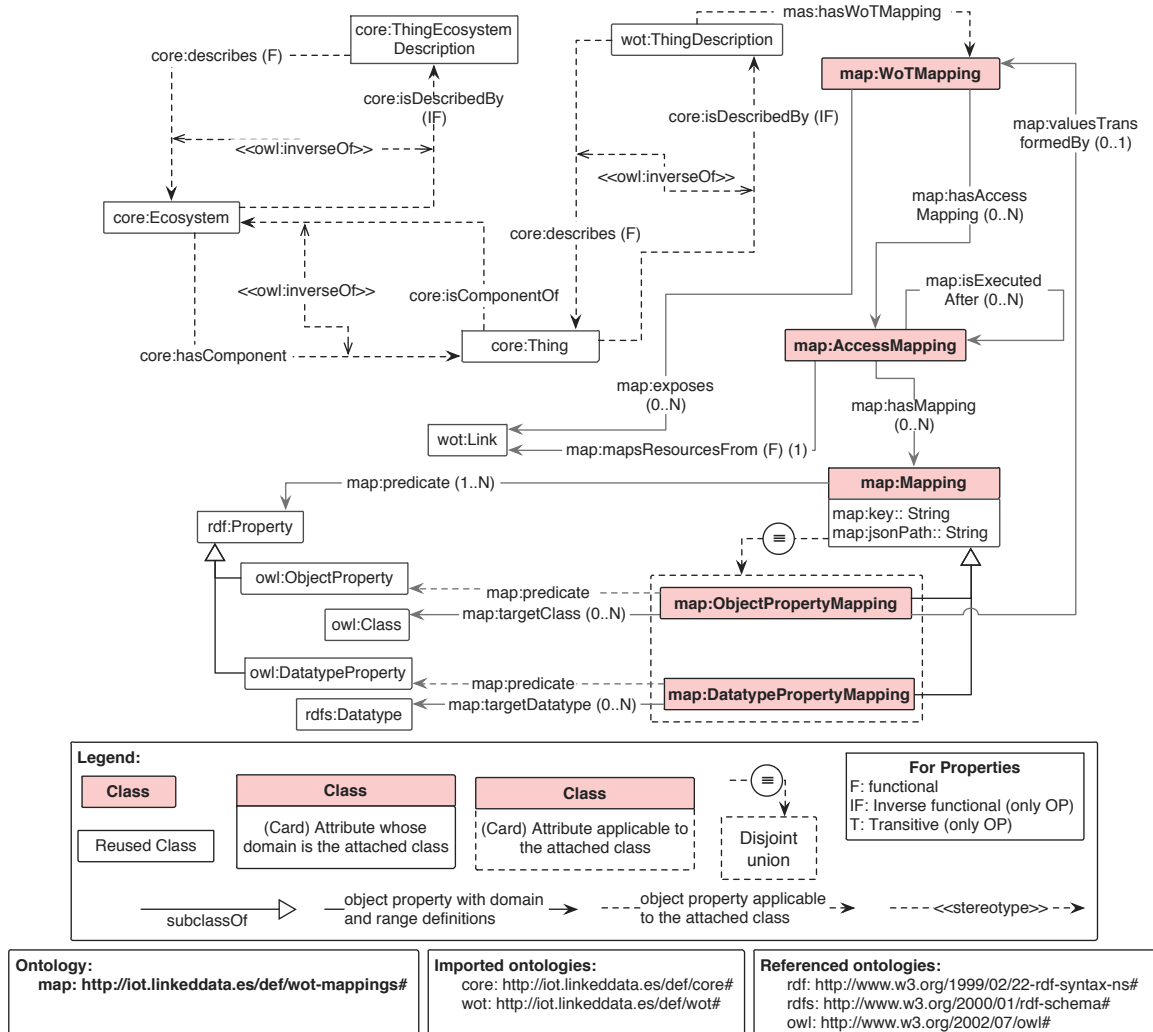 mas:hasWoTMapping
core:ThingEcosystem
Description
wot:ThingDescription
core:describes (F)
map:WoTMapping
core:isDescribedBy
(IF)
core:isDescribedBy (IF)
map:valuesTrans
formedBy (0..1)
<<owl:inverseOf>>
<<owl:inverseOf>>
map:hasAccess
Mapping (0..N)
core:Ecosystem
core:describes (F)
map:isExecuted
After (0..N)
<<owl:inverseOf>>
core:isComponentOf
core:hasComponent
core:Thing
map:AccessMapping
map:exposes
(0..N)
map:hasMapping
(0..N)
wot:Link
map:mapsResourcesFrom (F) (1)
map:predicate (1..N)
map:Mapping
map:key:: String
map:jsonPath:: String
rdf:Property
≡
owl:ObjectProperty
map:predicate
map:ObjectPropertyMapping
map:targetClass (0..N)
owl:Class
owl:DatatypeProperty
map:predicate
map:DatatypePropertyMapping
map:targetDatatype (0..N)
rdfs:Datatype
Legend:
Class
Reused Class
Class
(Card) Attribute whose
domain is the attached class
Class
(Card) Attribute applicable to
the attached class
≡
Disjoint
union
For Properties
F: functional
IF: Inverse functional (only OP)
T: Transitive (only OP)
subclassOf
object property with domain
and range definitions
object property applicable
to the attached class
<<stereotype>>
Ontology:
map: http://iot.linkeddata.es/def/wot-mappings#
Imported ontologies:
core: http://iot.linkeddata.es/def/core#
wot: http://iot.linkeddata.es/def/wot#
Referenced ontologies:
rdf: http://www.w3.org/1999/02/22-rdf-syntax-ns#
rdfs: http://www.w3.org/2000/01/rdf-schema#
owl: http://www.w3.org/2002/07/owl#